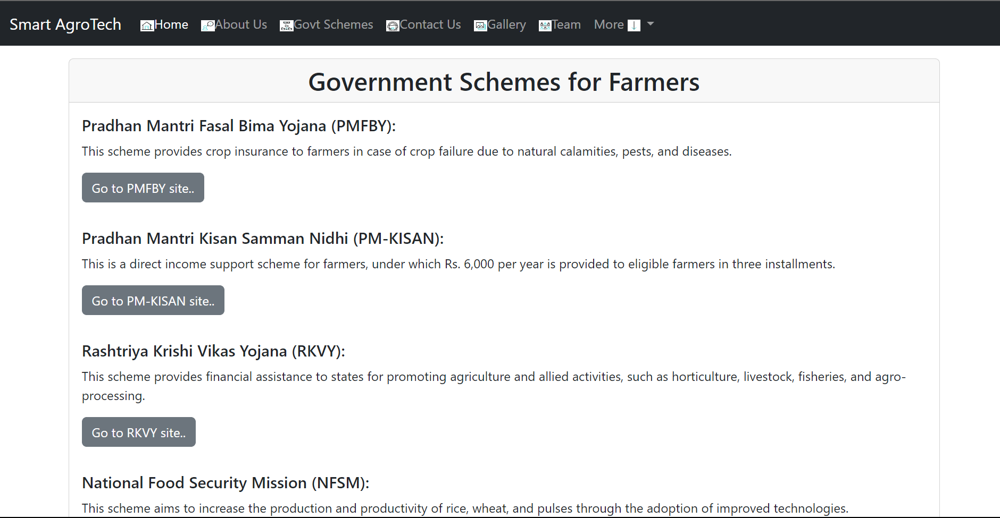 Smart AgroTech Home About Us Govt Schemes Contact Us Gallery Team More
Government Schemes for Farmers
Pradhan Mantri Fasal Bima Yojana (PMFBY):
This scheme provides crop insurance to farmers in case of crop failure due to natural calamities, pests, and diseases.
Go to PMFBY site..
Pradhan Mantri Kisan Samman Nidhi (PM-KISAN):
This is a direct income support scheme for farmers, under which Rs. 6,000 per year is provided to eligible farmers in three installments.
Go to PM-KISAN site..
Rashtriya Krishi Vikas Yojana (RKVY):
This scheme provides financial assistance to states for promoting agriculture and allied activities, such as horticulture, livestock, fisheries, and agro-
processing.
Go to RKVY site..
National Food Security Mission (NFSM):
This scheme aims to increase the production and productivity of rice, wheat, and pulses through the adoption of improved technologies.